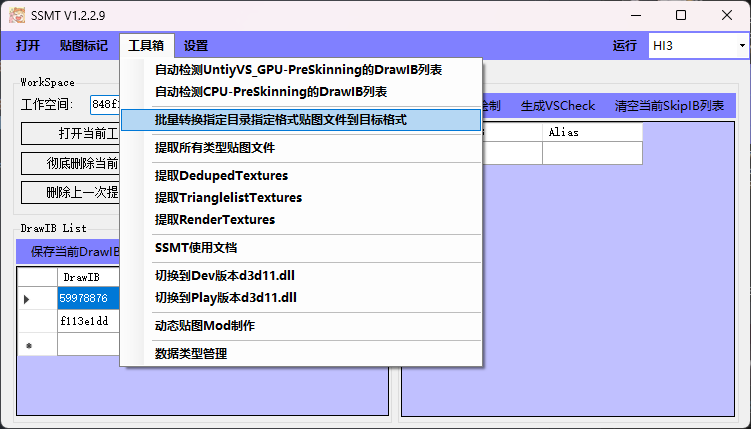 SSMT V1.2.2.9
打开 贴图标记 工具箱 设置 运行 HI3
自动检测UntiyVS_GPU-PreSkinning的DrawIB列表
自动检测CPU-PreSkinning的DrawIB列表
批量转换指定目录指定格式贴图文件到目标格式
提取所有类型贴图文件
提取DedupedTextures
提取TrianglelistTextures
提取RenderTextures
SSMT使用文档
切换到Dev版本d3d11.dll
切换到Play版本d3d11.dll
动态贴图Mod制作
数据类型管理
WorkSpace
工作空间: 848f
打开当前工
彻底删除当前
删除上一次提
DrawIB List
保存当前DrawIB
DrawIB
59978876
f113e1dd
生成VSCheck 清空当前SkipIB列表
Alias